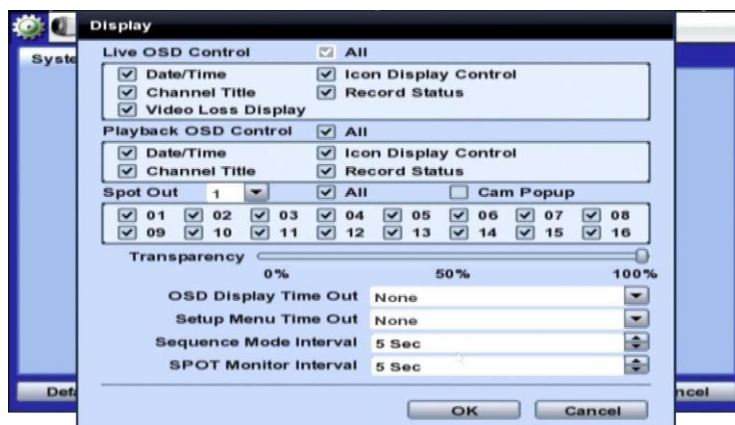 Display
Syste
Live OSD Control All
Date/Time Icon Display Control
Channel Title Record Status
Video Loss Display
Playback OSD Control All
Date/Time Icon Display Control
Channel Title Record Status
Spot Out 1 All Cam Popup
01 02 03 04 05 06 07 08
09 10 11 12 13 14 15 16
Transparency
0% 50% 100%
OSD Display Time Out None
Setup Menu Time Out None
Sequence Mode Interval 5 Sec
SPOT Monitor Interval 5 Sec
Defa ncel
OK Cancel